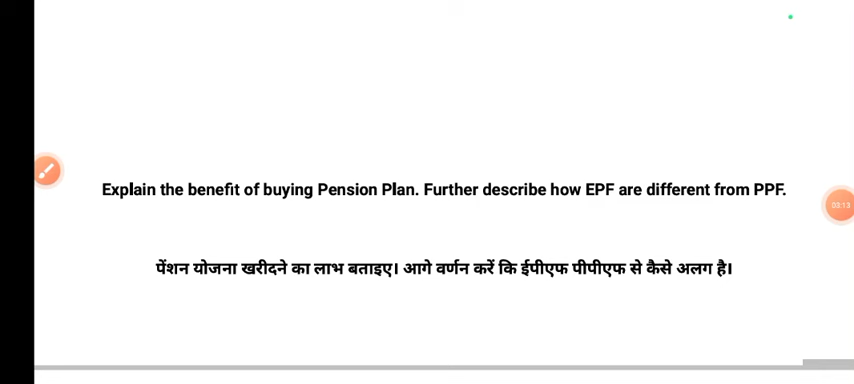 Explain the benefit of buying Pension Plan. Further describe how EPF are different from PPF.
03:13
पेंशन योजना खरीदने का लाभ बताइए। आगे वर्णन करें कि ईपीएफ पीपीएफ से कैसे अलग है।